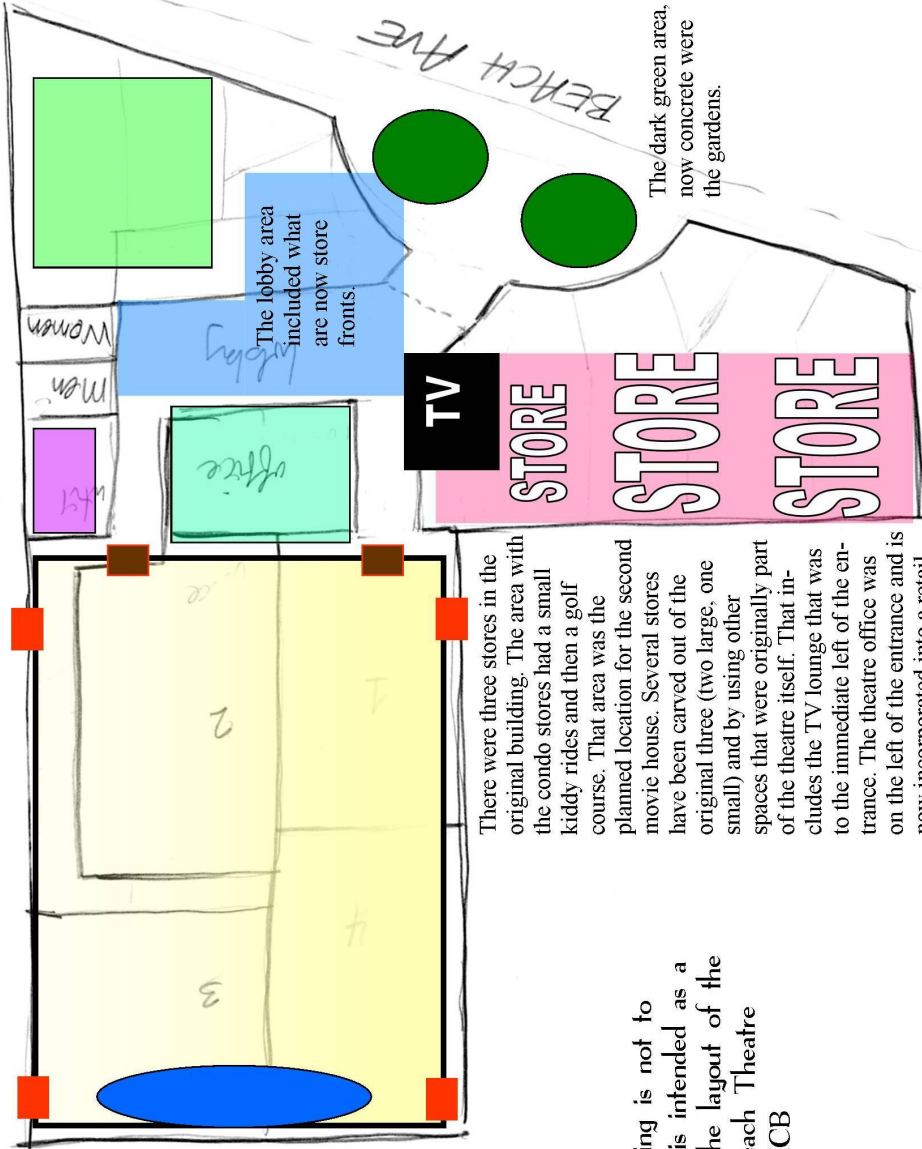 BEACH AVE
The dark green area,
now concrete were
the gardens.
The lobby area
included what
are now store
fronts.
Women
Men
lobby
office
TV
STORE
STORE
STORE
2
1
3
4
There were three stores in the
original building. The area with
the condo stores had a small
kiddy rides and then a golf
course. That area was the
planned location for the second
movie house. Several stores
have been carved out of the
original three (two large, one
small) and by using other
spaces that were originally part
of the theatre itself. That in-
cludes the TV lounge that was
to the immediate left of the en-
trance. The theatre office was
on the left of the entrance and is
now incorporated into a retail
ing is not to
is intended as a
he layout of the
each Theatre
CB